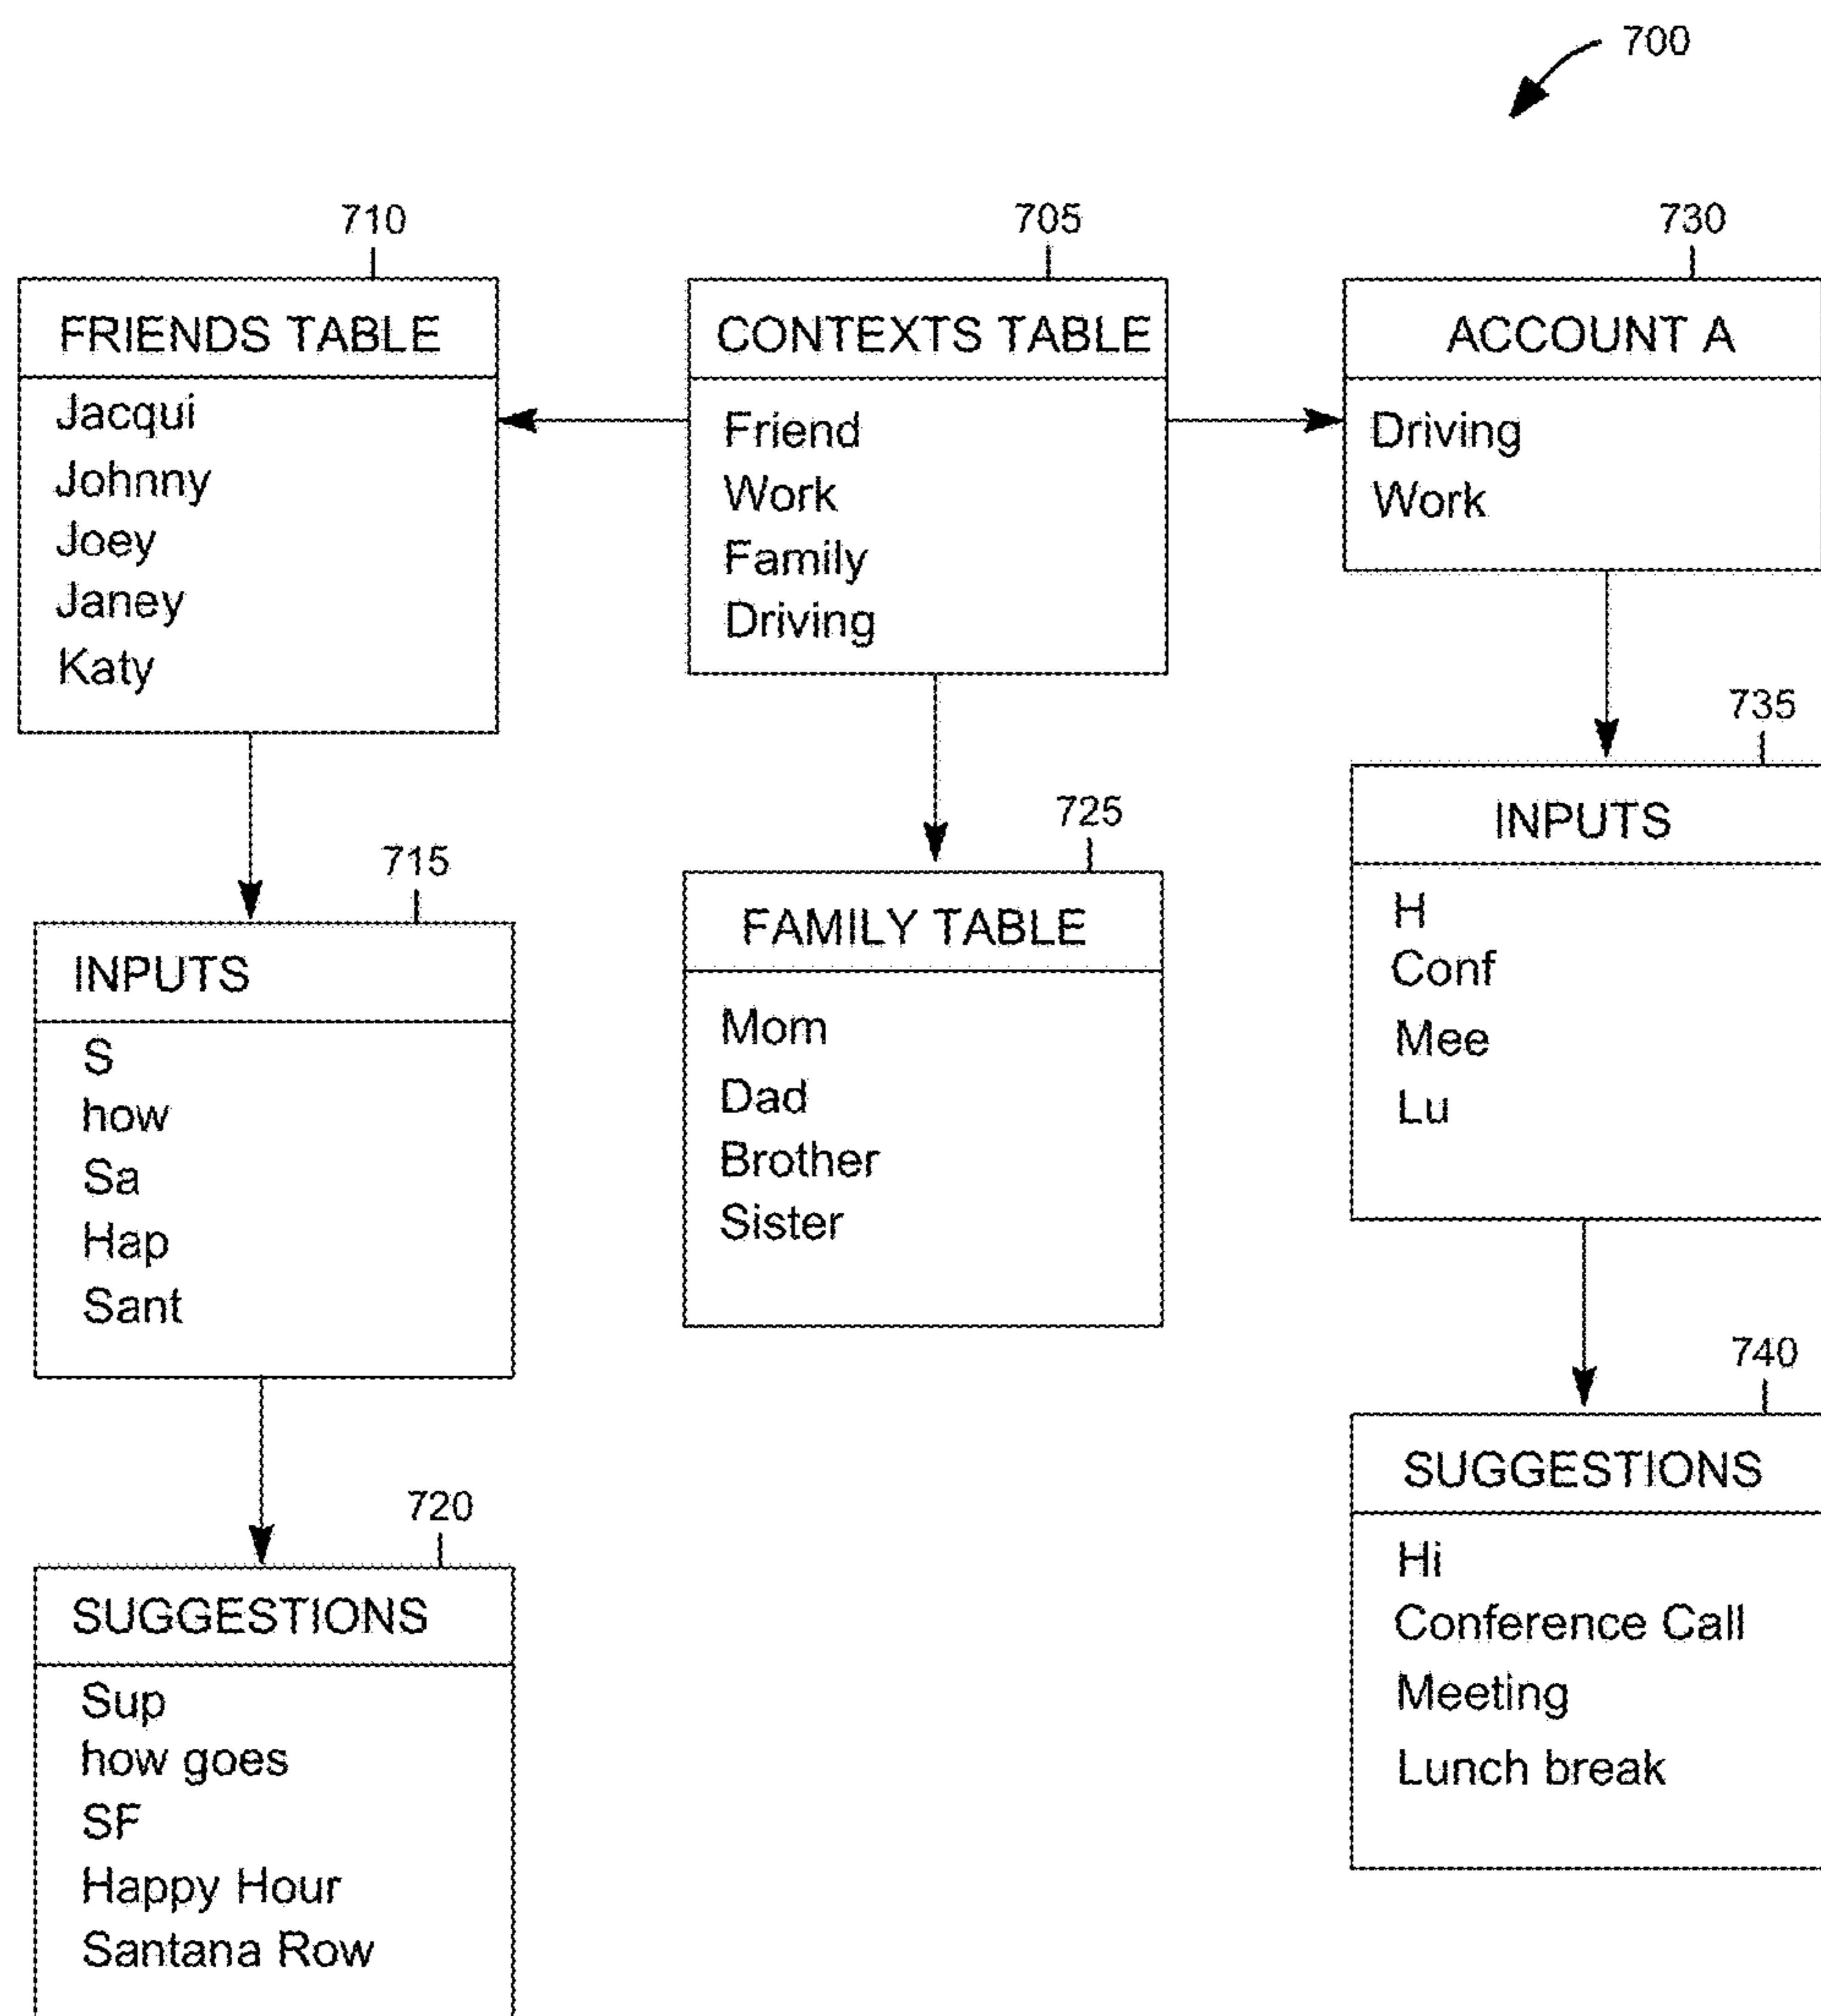 700
710
FRIENDS TABLE
Jacqui
Johnny
Joey
Janey
Katy
715
INPUTS
S
how
Sa
Hap
Sant
720
SUGGESTIONS
Sup
how goes
SF
Happy Hour
Santana Row
705
CONTEXTS TABLE
Friend
Work
Family
Driving
725
FAMILY TABLE
Mom
Dad
Brother
Sister
730
ACCOUNT A
Driving
Work
735
INPUTS
H
Conf
Mee
Lu
740
SUGGESTIONS
Hi
Conference Call
Meeting
Lunch break